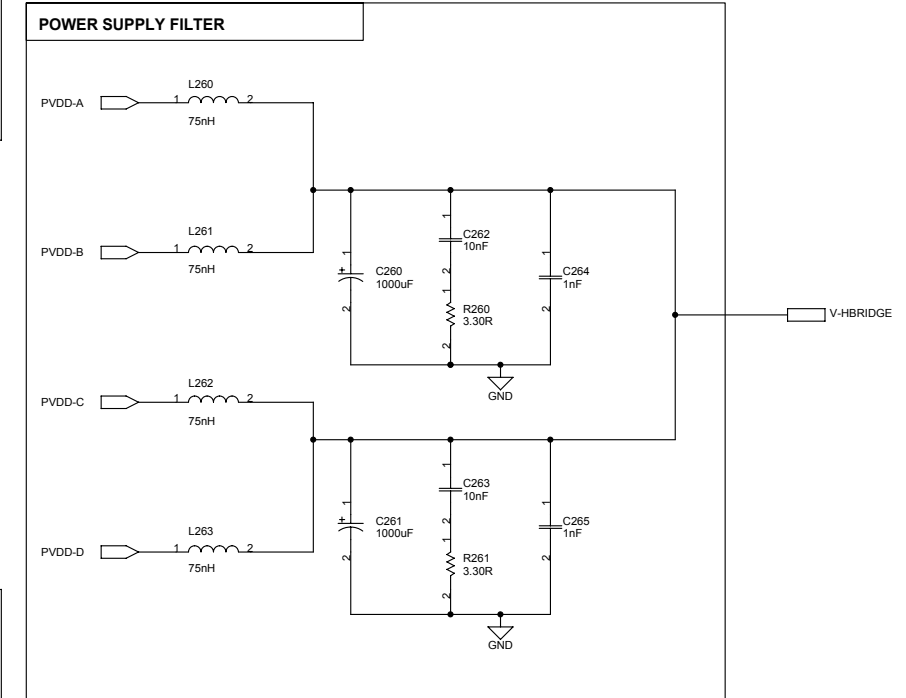 POWER SUPPLY FILTER
L260
PVDD-A
1
2
75nH
L261
PVDD-B
1
2
75nH
1
+
C260
1000uF
2
1
C262
10nF
2
1
R260
3.30R
2
1
C264
1nF
2
GND
V-HBRIDGE
L262
PVDD-C
1
2
75nH
L263
PVDD-D
1
2
75nH
1
+
C261
1000uF
2
1
C263
10nF
2
1
R261
3.30R
2
1
C265
1nF
2
GND